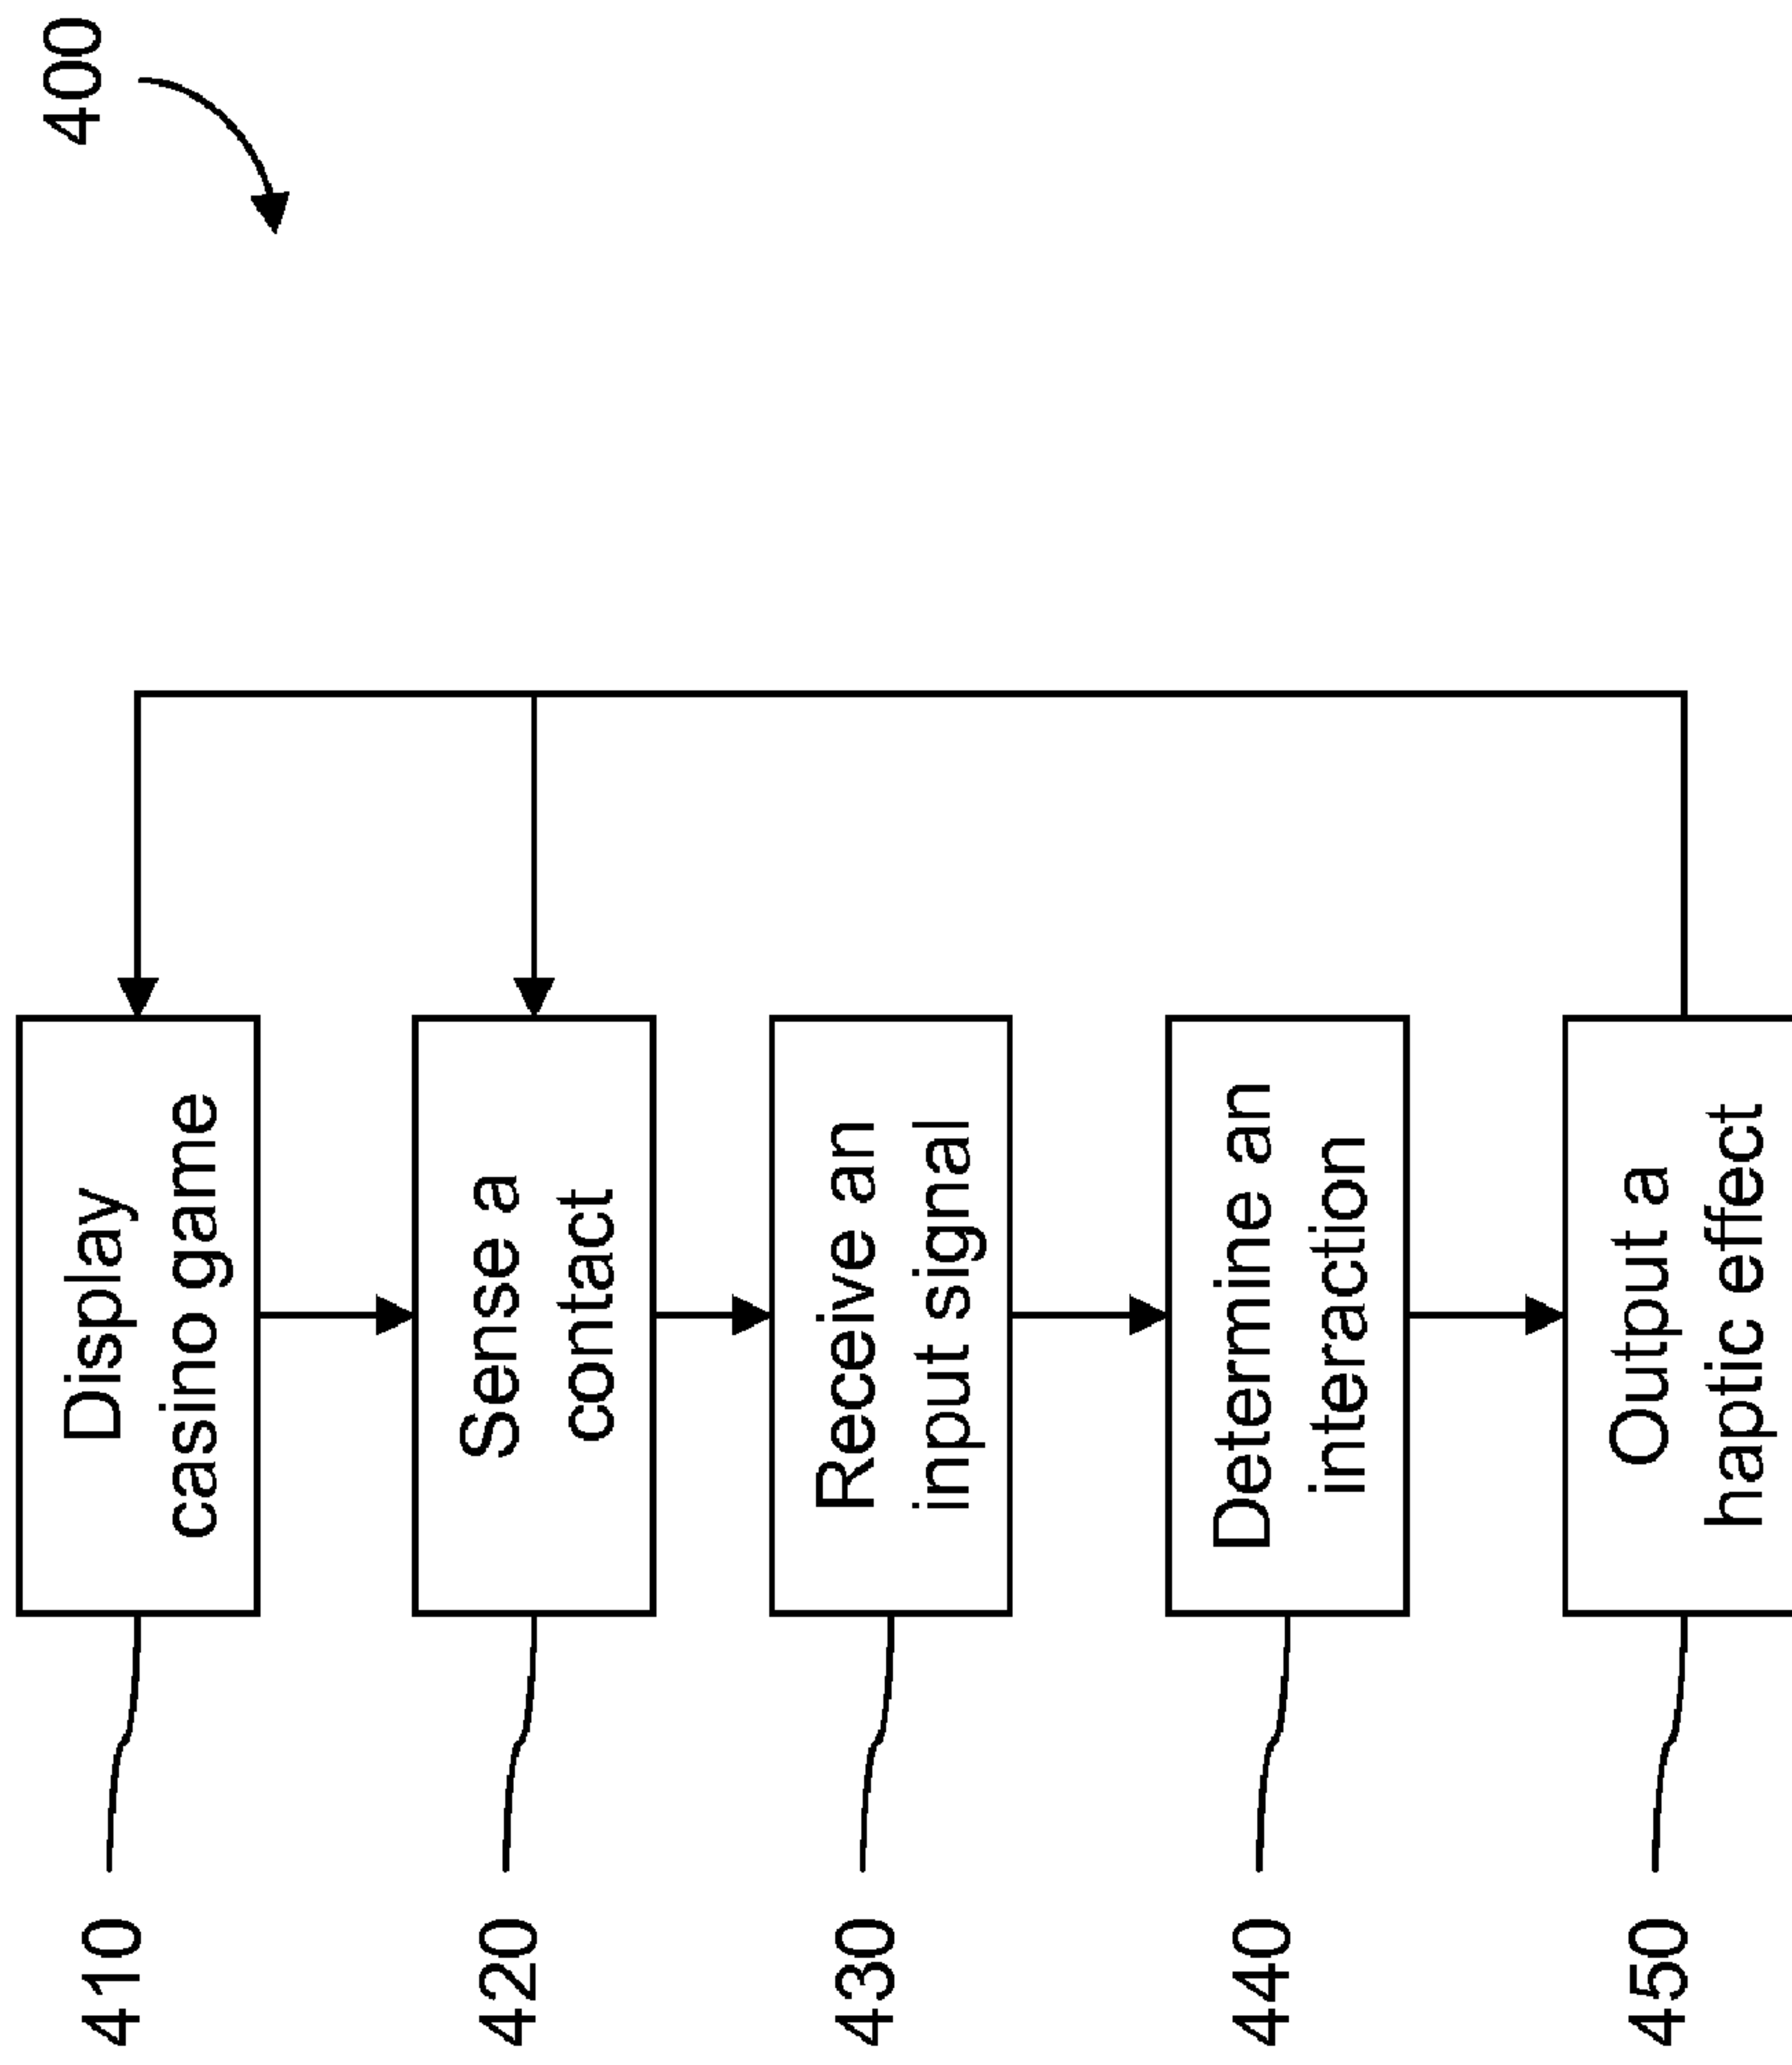 400
410
Display
casino game
420
Sense a
contact
430
Receive an
input signal
440
Determine an
interaction
450
Output a
haptic effect